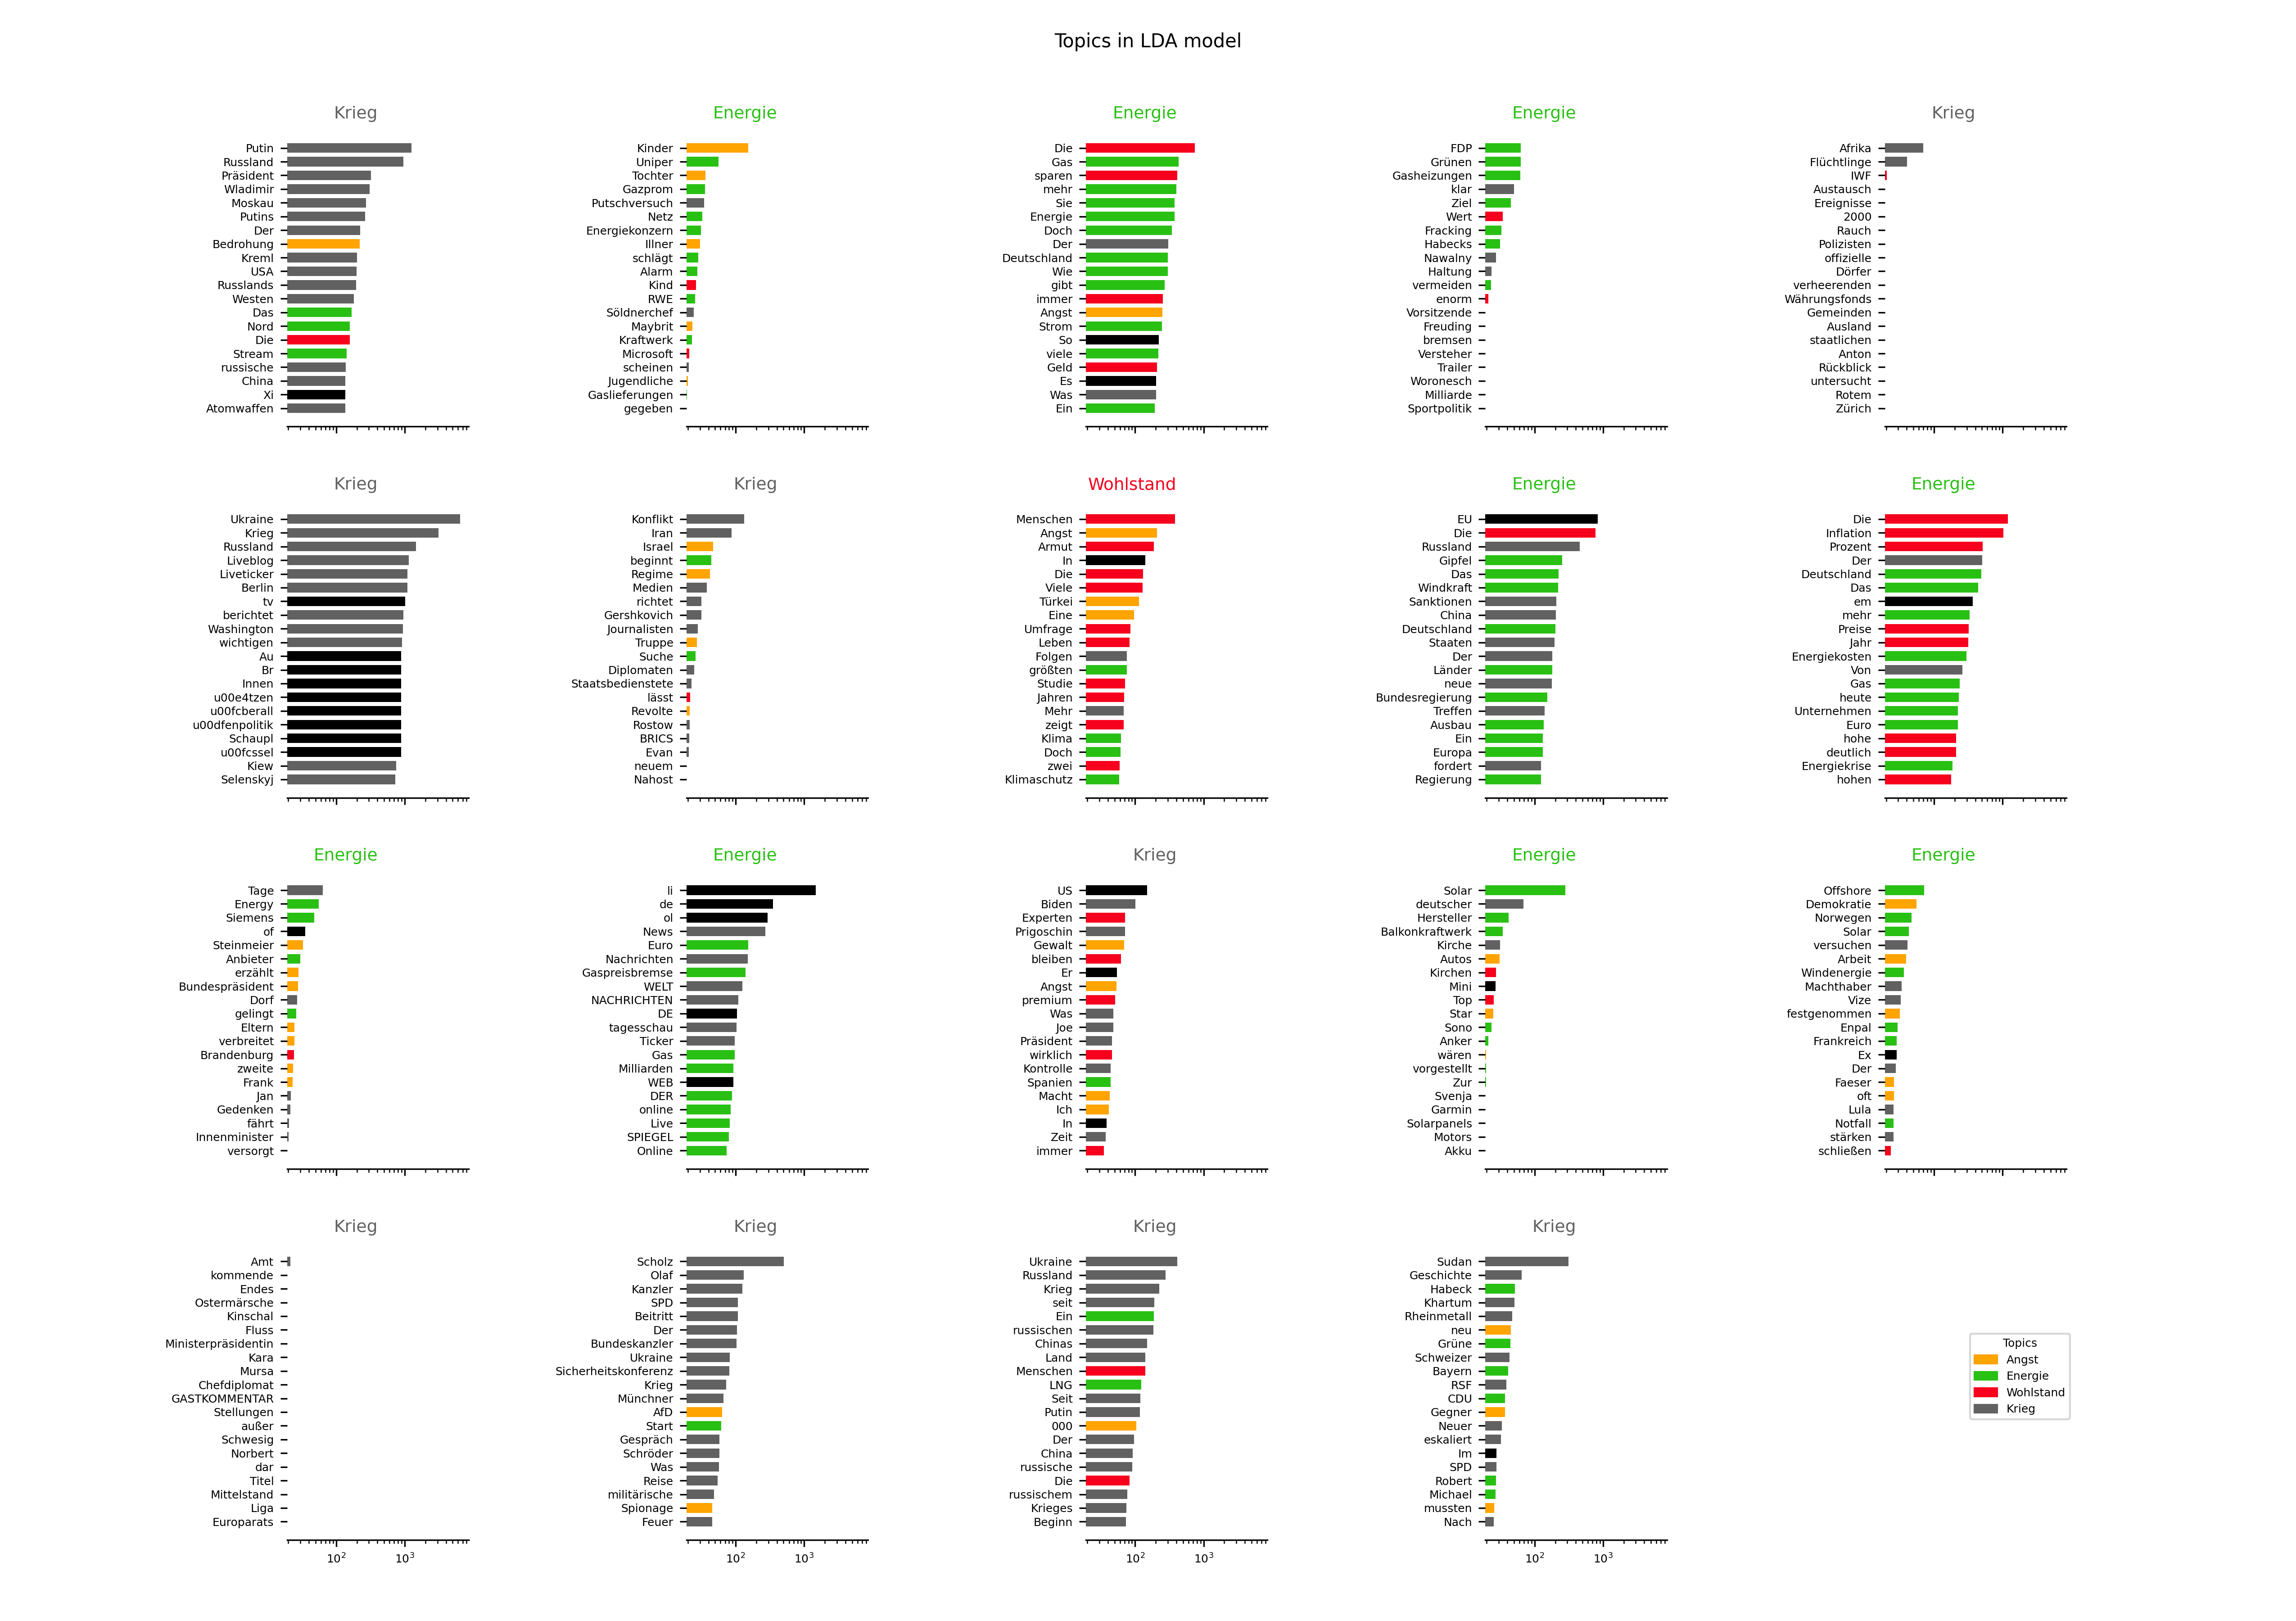 Topics in LDA model
Krieg
Putin
Russland
Präsident
Wladimir
Moskau
Putins
Der
Bedrohung
Kreml
USA
Russlands
Westen
Das
Nord
Die
Stream
russische
China
Xi
Atomwaffen
Energie
Kinder
Uniper
Tochter
Gazprom
Putschversuch
Netz
Energiekonzern
Illner
schlägt
Alarm
Kind
RWE
Söldnerchef
Maybrit
Kraftwerk
Microsoft
scheinen
Jugendliche
Gaslieferungen
gegeben
Energie
Die
Gas
sparen
mehr
Sie
Energie
Doch
Der
Deutschland
Wie
gibt
immer
Angst
Strom
So
viele
Geld
Es
Was
Ein
Energie
FDP
Grünen
Gasheizungen
klar
Ziel
Wert
Fracking
Habecks
Nawalny
Haltung
vermeiden
enorm
Vorsitzende
Freuding
bremsen
Versteher
Trailer
Woronesch
Milliarde
Sportpolitik
Krieg
Afrika
Flüchtlinge
IWF
Austausch
Ereignisse
2000
Rauch
Polizisten
offizielle
Dörfer
verheerenden
Währungsfonds
Gemeinden
Ausland
staatlichen
Anton
Rückblick
untersucht
Rotem
Zürich
Krieg
Ukraine
Krieg
Russland
Liveblog
Liveticker
Berlin
tv
berichtet
Washington
wichtigen
Au
Br
Innen
u00e4tzen
u00fcberall
u00dfenpolitik
Schaupl
u00fcssel
Kiew
Selenskyj
Krieg
Konflikt
Iran
Israel
beginnt
Regime
Medien
richtet
Gershkovich
Journalisten
Truppe
Suche
Diplomaten
Staatsbedienstete
lässt
Revolte
Rostow
BRICS
Evan
neuem
Nahost
Wohlstand
Menschen
Angst
Armut
In
Die
Viele
Türkei
Eine
Umfrage
Leben
Folgen
größten
Studie
Jahren
Mehr
zeigt
Klima
Doch
zwei
Klimaschutz
Energie
EU
Die
Russland
Gipfel
Das
Windkraft
Sanktionen
China
Deutschland
Staaten
Der
Länder
neue
Bundesregierung
Treffen
Ausbau
Ein
Europa
fordert
Regierung
Energie
Die
Inflation
Prozent
Der
Deutschland
Das
em
mehr
Preise
Jahr
Energiekosten
Von
Gas
heute
Unternehmen
Euro
hohe
deutlich
Energiekrise
hohen
Energie
Tage
Energy
Siemens
of
Steinmeier
Anbieter
erzählt
Bundespräsident
Dorf
gelingt
Eltern
verbreitet
Brandenburg
zweite
Frank
Jan
Gedenken
fährt
Innenminister
versorgt
Energie
li
de
ol
News
Euro
Nachrichten
Gaspreisbremse
WELT
NACHRICHTEN
DE
tagesschau
Ticker
Gas
Milliarden
WEB
DER
online
Live
SPIEGEL
Online
Krieg
US
Biden
Experten
Prigoschin
Gewalt
bleiben
Er
Angst
premium
Was
Joe
Präsident
wirklich
Kontrolle
Spanien
Macht
Ich
In
Zeit
immer
Energie
Solar
deutscher
Hersteller
Balkonkraftwerk
Kirche
Autos
Kirchen
Mini
Top
Star
Sono
Anker
wären
vorgestellt
Zur
Svenja
Garmin
Solarpanels
Motors
Akku
Energie
Offshore
Demokratie
Norwegen
Solar
versuchen
Arbeit
Windenergie
Machthaber
Vize
festgenommen
Enpal
Frankreich
Ex
Der
Faeser
oft
Lula
Notfall
stärken
schließen
Krieg
Amt
kommende
Endes
Ostermärsche
Kinschal
Fluss
Ministerpräsidentin
Kara
Mursa
Chefdiplomat
GASTKOMMENTAR
Stellungen
außer
Schwesig
Norbert
dar
Titel
Mittelstand
Liga
Europarats
10² 10³
Krieg
Scholz
Olaf
Kanzler
SPD
Beitritt
Der
Bundeskanzler
Ukraine
Sicherheitskonferenz
Krieg
Münchner
AfD
Start
Gespräch
Schröder
Was
Reise
militärische
Spionage
Feuer
10² 10³
Krieg
Ukraine
Russland
Krieg
seit
Ein
russischen
Chinas
Land
Menschen
LNG
Seit
Putin
000
Der
China
russische
Die
russischem
Krieges
Beginn
10² 10³
Krieg
Sudan
Geschichte
Habeck
Khartum
Rheinmetall
neu
Grüne
Schweizer
Bayern
RSF
CDU
Gegner
Neuer
eskaliert
Im
SPD
Robert
Michael
mussten
Nach
10² 10³
Topics
Angst
Energie
Wohlstand
Krieg